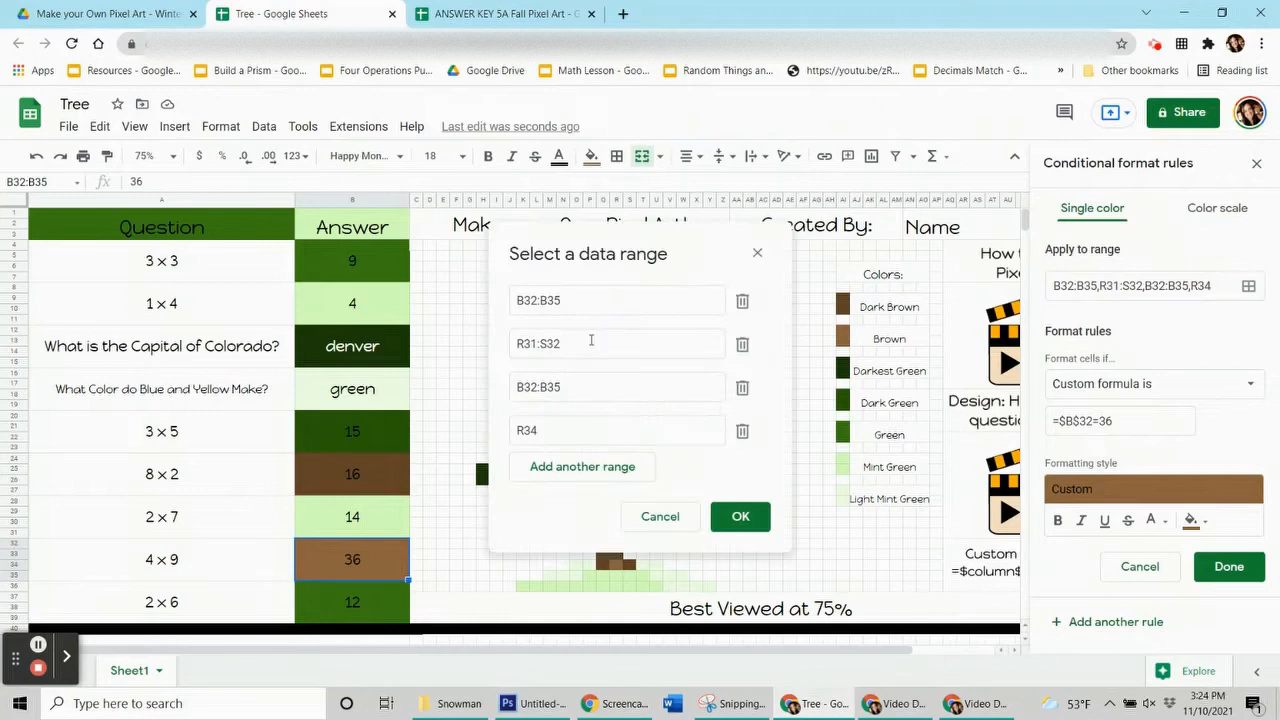 Make your Own Pixel Art - Winte
Tree - Google Sheets
ANSWER KEY 5A Fall Pixel Art - G
Apps
Resources - Google...
Build a Prism - Goo...
Four Operations Pu...
Google Drive
Math Lesson - Goo...
Random Things an...
https://youtu.be/zR...
Decimals Match - G...
»
Other bookmarks
Reading list
Tree
File Edit View Insert Format Data Tools Extensions Help Last edit was seconds ago
Share
75% $ % .0 .00 123 Happy Mon... 18
B32:B35
36
Question
Answer
3 × 3
9
1 × 4
4
What is the Capital of Colorado?
denver
What Color do Blue and Yellow Make?
green
3 × 5
15
8 × 2
16
2 × 7
14
4 × 9
36
2 × 6
12
Created By:
Name
Select a data range
B32:B35
R31:S32
B32:B35
R34
Add another range
Cancel
OK
Colors:
Dark Brown
Brown
Darkest Green
Dark Green
Green
Mint Green
Light Mint Green
How t
Pix
Design: H
questio
Custom
=$column$
Best Viewed at 75%
Conditional format rules
Single color
Color scale
Apply to range
B32:B35,R31:S32,B32:B35,R34
Format rules
Format cells if...
Custom formula is
=$B$32=36
Formatting style
Custom
Cancel
Done
+ Add another rule
Sheet1
Explore
Type here to search
Snowman
Untitled-...
Screenca...
Snipping...
Tree - Go...
Video D...
Video D...
53°F
3:24 PM
11/10/2021